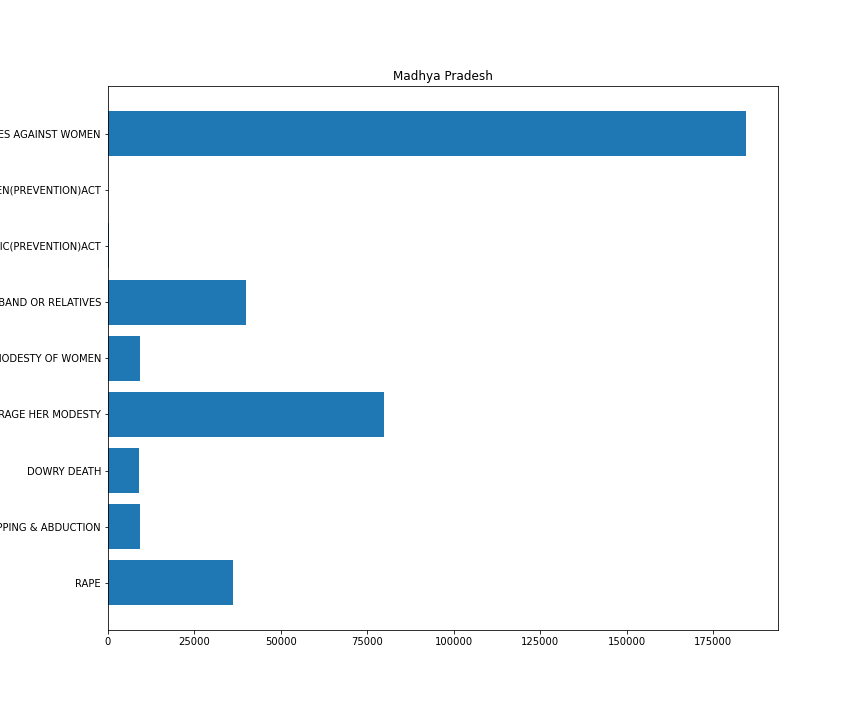 Madhya Pradesh
ES AGAINST WOMEN
EN(PREVENTION)ACT
IC(PREVENTION)ACT
BAND OR RELATIVES
MODESTY OF WOMEN
RAGE HER MODESTY
DOWRY DEATH
PPING & ABDUCTION
RAPE
0 25000 50000 75000 100000 125000 150000 175000